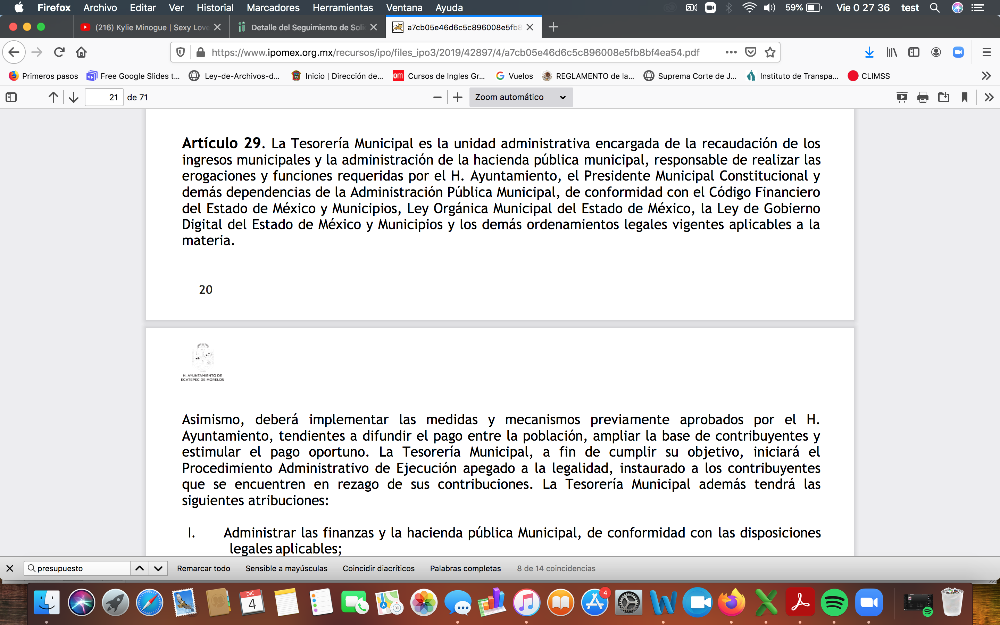 Firefox Archivo Editar Ver Historial Marcadores Herramientas Ventana Ayuda 59% Vie 0 27 36 test
(216) Kylie Minogue | Sexy Love Detalle del Seguimiento de Soli a7cb05e46d6c5c896008e5fb8
https://www.ipomex.org.mx/recursos/ipo/files_ipo3/2019/42897/4/a7cb05e46d6c5c896008e5fb8bf4ea54.pdf
Primeros pasos Free Google Slides t... Ley-de-Archivos-d... Inicio | Dirección de... om Cursos de Ingles Gr... Vuelos REGLAMENTO de la... Suprema Corte de J... Instituto de Transpa... CLIMSS
21 de 71 Zoom automático
Artículo 29. La Tesorería Municipal es la unidad administrativa encargada de la recaudación de los
ingresos municipales y la administración de la hacienda pública municipal, responsable de realizar las
erogaciones y funciones requeridas por el H. Ayuntamiento, el Presidente Municipal Constitucional y
demás dependencias de la Administración Pública Municipal, de conformidad con el Código Financiero
del Estado de México y Municipios, Ley Orgánica Municipal del Estado de México, la Ley de Gobierno
Digital del Estado de México y Municipios y los demás ordenamientos legales vigentes aplicables a la
materia.
20
H. AYUNTAMIENTO DE
ECATEPEC DE MORELOS
Asimismo, deberá implementar las medidas y mecanismos previamente aprobados por el H.
Ayuntamiento, tendientes a difundir el pago entre la población, ampliar la base de contribuyentes y
estimular el pago oportuno. La Tesorería Municipal, a fin de cumplir su objetivo, iniciará el
Procedimiento Administrativo de Ejecución apegado a la legalidad, instaurado a los contribuyentes
que se encuentren en rezago de sus contribuciones. La Tesorería Municipal además tendrá las
siguientes atribuciones:
I. Administrar las finanzas y la hacienda pública Municipal, de conformidad con las disposiciones
legales aplicables;
presupuesto Remarcar todo Sensible a mayúsculas Coincidir diacríticos Palabras completas 8 de 14 coincidencias
DIC
4
3D
4